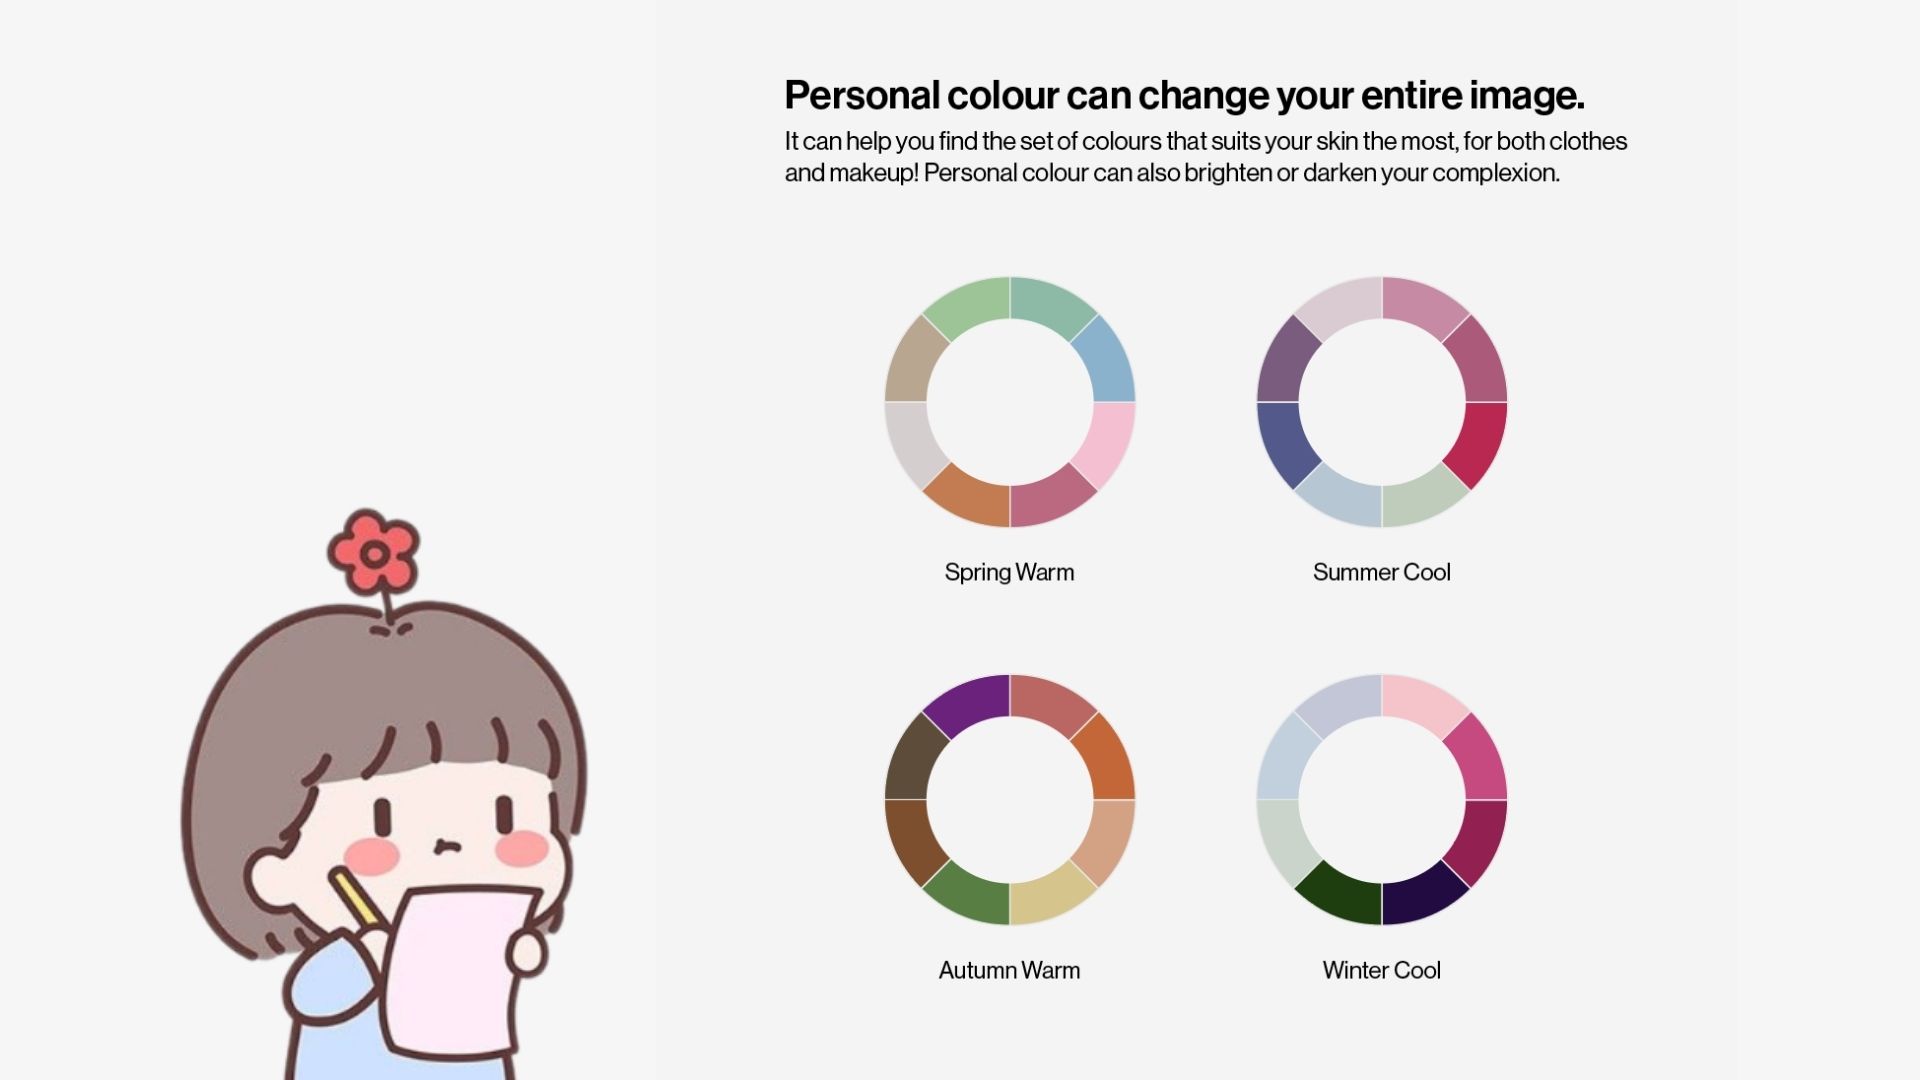 Personal colour can change your entire image.
It can help you find the set of colours that suits your skin the most, for both clothes
and makeup! Personal colour can also brighten or darken your complexion.
Spring Warm
Summer Cool
Autumn Warm
Winter Cool